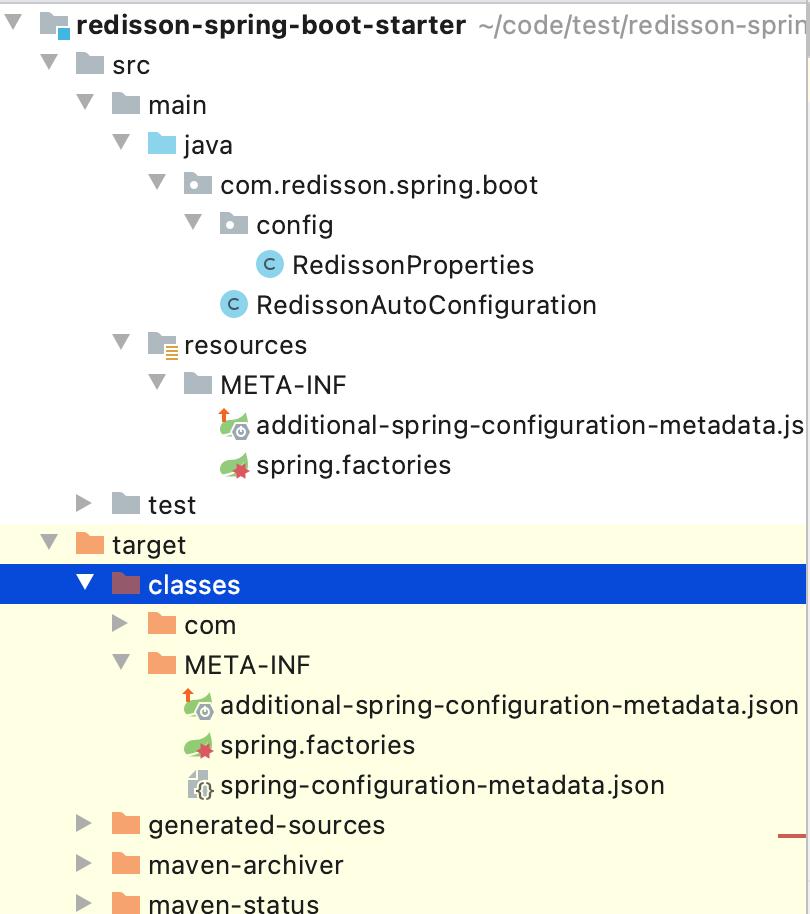 redisson-spring-boot-starter ~/code/test/redisson-sprin
src
main
java
com.redisson.spring.boot
config
C RedissonProperties
C RedissonAutoConfiguration
resources
META-INF
additional-spring-configuration-metadata.js
spring.factories
test
target
classes
com
META-INF
additional-spring-configuration-metadata.json
spring.factories
spring-configuration-metadata.json
generated-sources
maven-archiver
maven-status